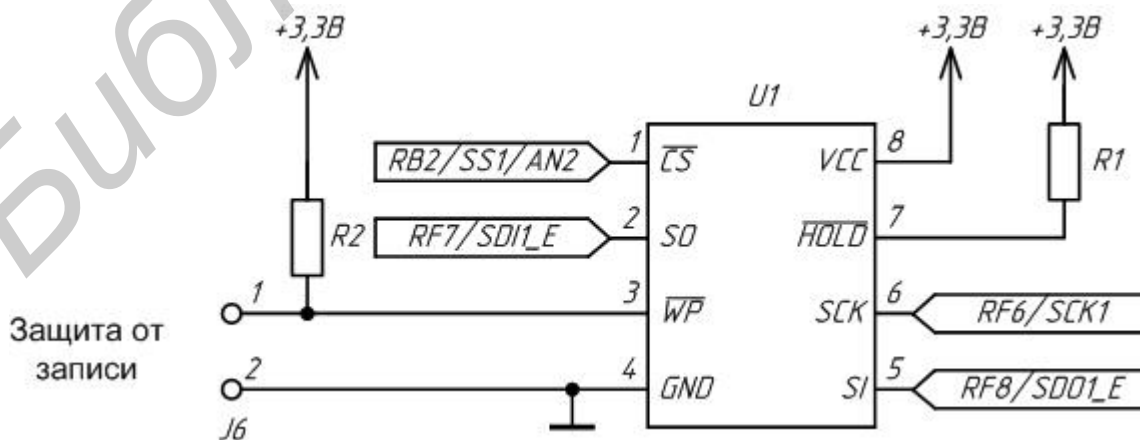 Библ
+3,3В
+3,3В
+3,3В
U1
RB2/SS1/AN2
1
CS
VCC
8
R1
R2
RF7/SDI1_E
2
SO
HOLD
7
1
3
WP
SCK
6
RF6/SCK1
Защита от
записи
2
4
GND
SI
5
RF8/SDO1_E
J6